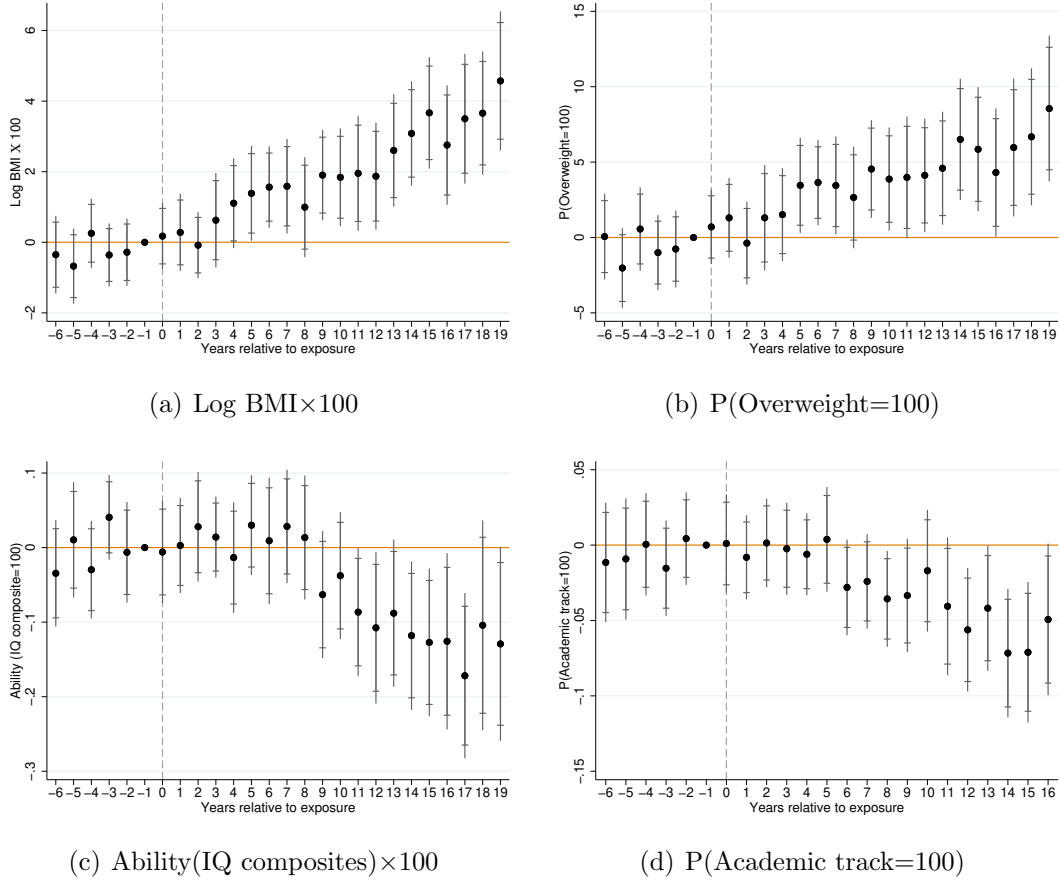 6
4
2
0
-2
Log BMI X 100
-6 -5 -4 -3 -2 -1 0 1 2 3 4 5 6 7 8 9 10 11 12 13 14 15 16 17 18 19
Years relative to exposure
(a) Log BMI×100
15
10
5
0
-5
P(Overweight=100)
-6 -5 -4 -3 -2 -1 0 1 2 3 4 5 6 7 8 9 10 11 12 13 14 15 16 17 18 19
Years relative to exposure
(b) P(Overweight=100)
.1
0
-.1
-.2
-.3
Ability (IQ composite=100)
-6 -5 -4 -3 -2 -1 0 1 2 3 4 5 6 7 8 9 10 11 12 13 14 15 16 17 18 19
Years relative to exposure
(c) Ability(IQ composites)×100
.05
0
-.05
-.1
-.15
P(Academic track=100)
-6 -5 -4 -3 -2 -1 0 1 2 3 4 5 6 7 8 9 10 11 12 13 14 15 16
Years relative to exposure
(d) P(Academic track=100)